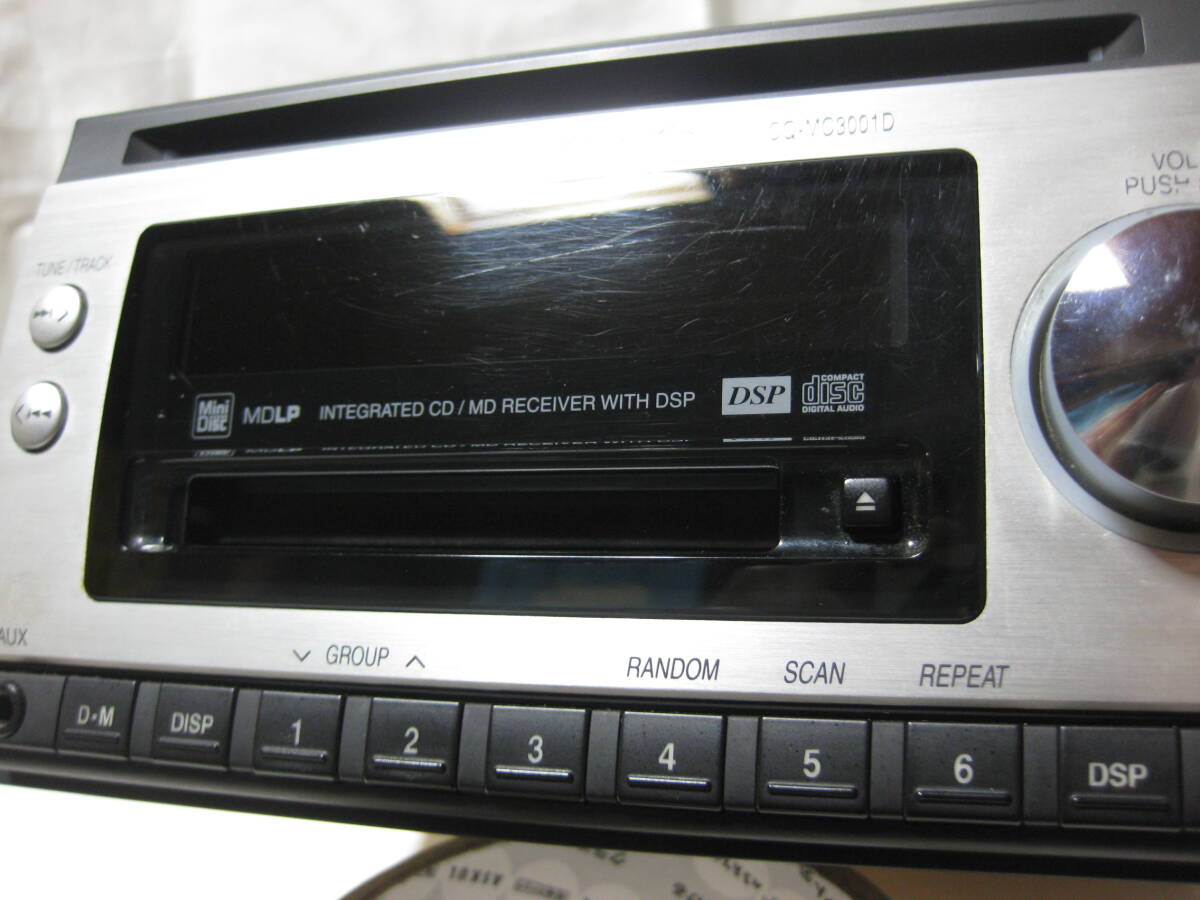 CQ-MC3001D
VOL
PUSH
TUNE/TRACK
Mini Disc
MDLP INTEGRATED CD / MD RECEIVER WITH DSP DSP COMPACT disc DIGITAL AUDIO
AUX
GROUP
RANDOM SCAN REPEAT
D•M DISP 1 2 3 4 5 6 DSP
ASKUL